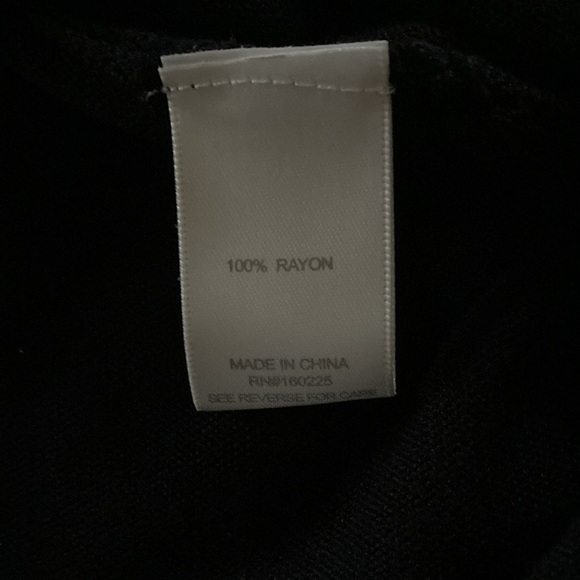 100% RAYON
MADE IN CHINA
RN#160225
SEE REVERSE FOR CARE